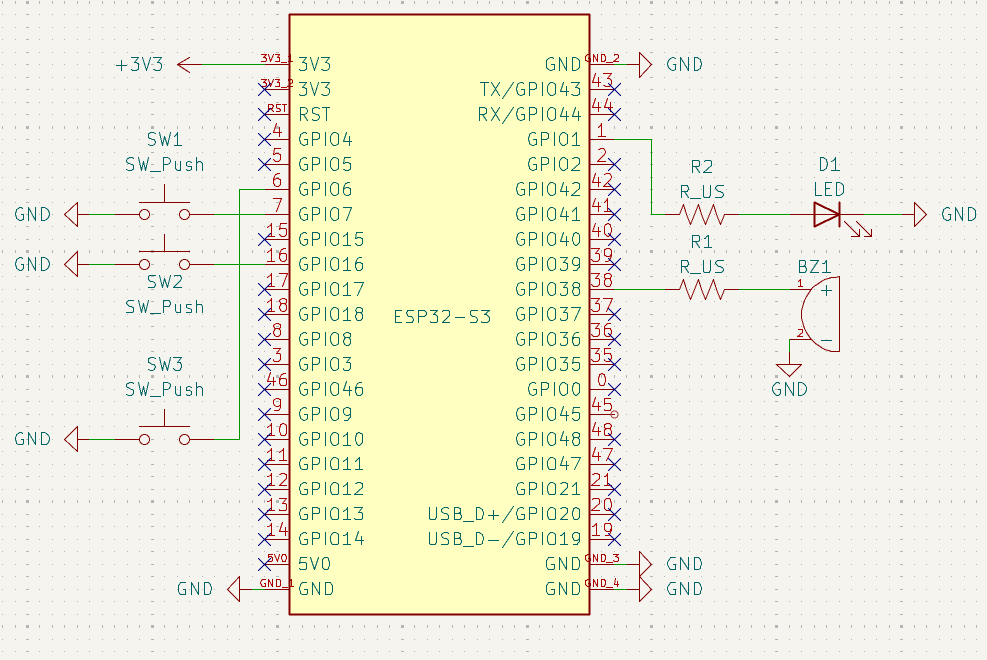 +3V3 3V3_1 3V3 GND GND_2 GND
3V3_2 3V3 TX/GPIO43 43
RST RST RX/GPIO44 44
SW1 4 GPIO4 GPIO1 1
SW_Push 5 GPIO5 GPIO2 2 R2 D1
6 GPIO6 GPIO42 42 R_US LED
GND 7 GPIO7 GPIO41 41 GND
15 GPIO15 GPIO40 40 R1
GND 16 GPIO16 GPIO39 39 R_US BZ1
SW2 17 GPIO17 GPIO38 38 1 +
SW_Push 18 GPIO18 ESP32-S3 GPIO37 37
8 GPIO8 GPIO36 36 2 -
SW3 3 GPIO3 GPIO35 35
SW_Push 46 GPIO46 GPIO0 0 GND
9 GPIO9 GPIO45 45
GND 10 GPIO10 GPIO48 48
11 GPIO11 GPIO47 47
12 GPIO12 GPIO21 21
13 GPIO13 USB_D+/GPIO20 20
14 GPIO14 USB_D-/GPIO19 19
5V0 5V0 GND GND_3 GND
GND GND_1 GND GND GND_4 GND